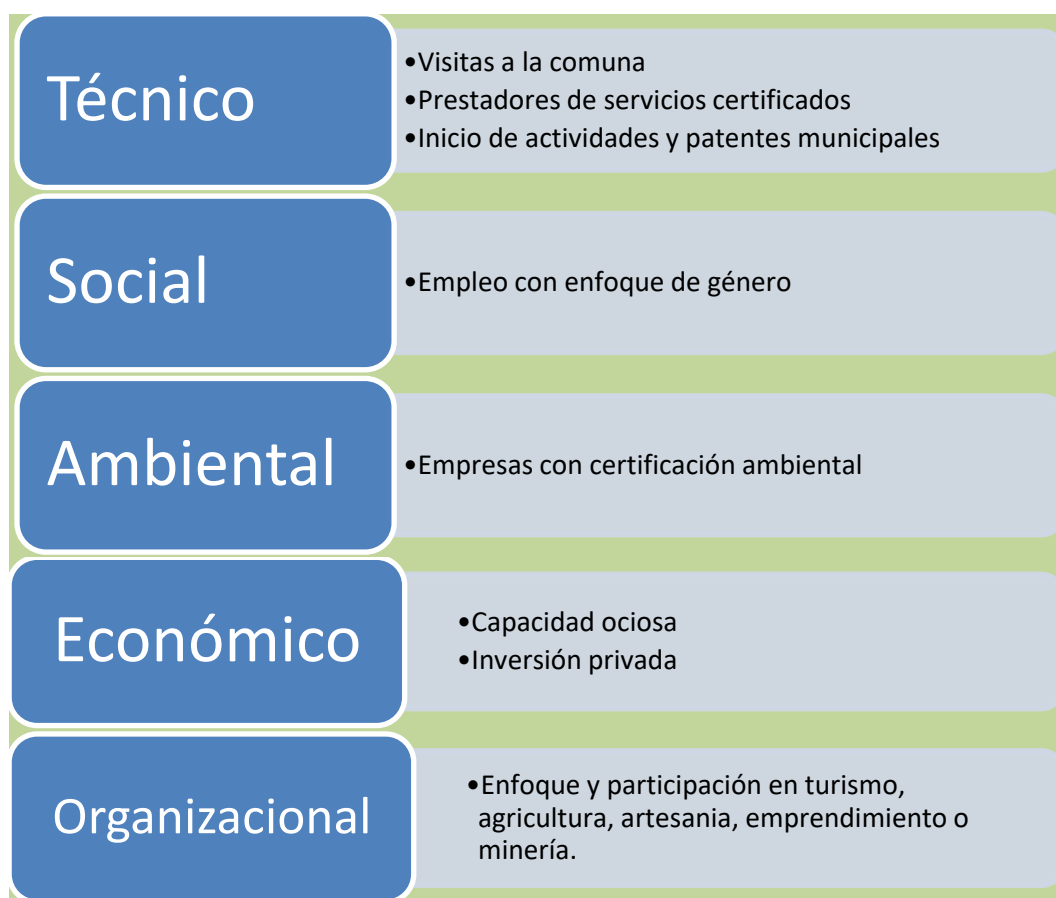 Técnico
•Visitas a la comuna
•Prestadores de servicios certificados
•Inicio de actividades y patentes municipales
Social
•Empleo con enfoque de género
Ambiental
•Empresas con certificación ambiental
Económico
•Capacidad ociosa
•Inversión privada
Organizacional
•Enfoque y participación en turismo,
agricultura, artesania, emprendimiento o
minería.